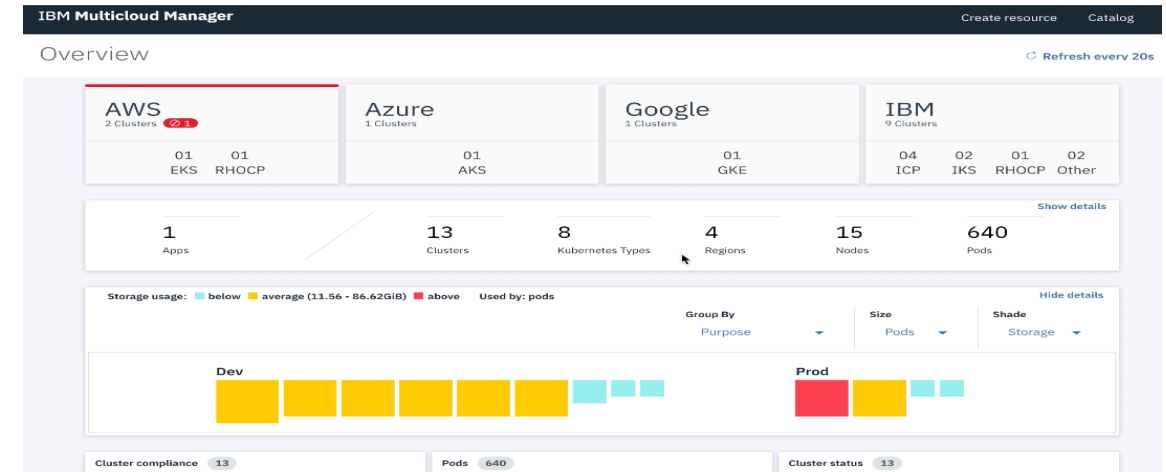 IBM Multicloud Manager Create resource Catalog
Overview Refresh every 20s
AWS Azure Google IBM
2 Clusters 1 1 Clusters 1 Clusters 9 Clusters
01 01 01 01 04 02 01 02
EKS RHOCP AKS GKE ICP IKS RHOCP Other
Show details
1 13 8 4 15 640
Apps Clusters Kubernetes Types Regions Nodes Pods
Storage usage: below average (11.56 - 86.62GiB) above Used by: pods Hide details
Group By Size Shade
Purpose Pods Storage
Dev Prod
Cluster compliance 13 Pods 640 Cluster status 13